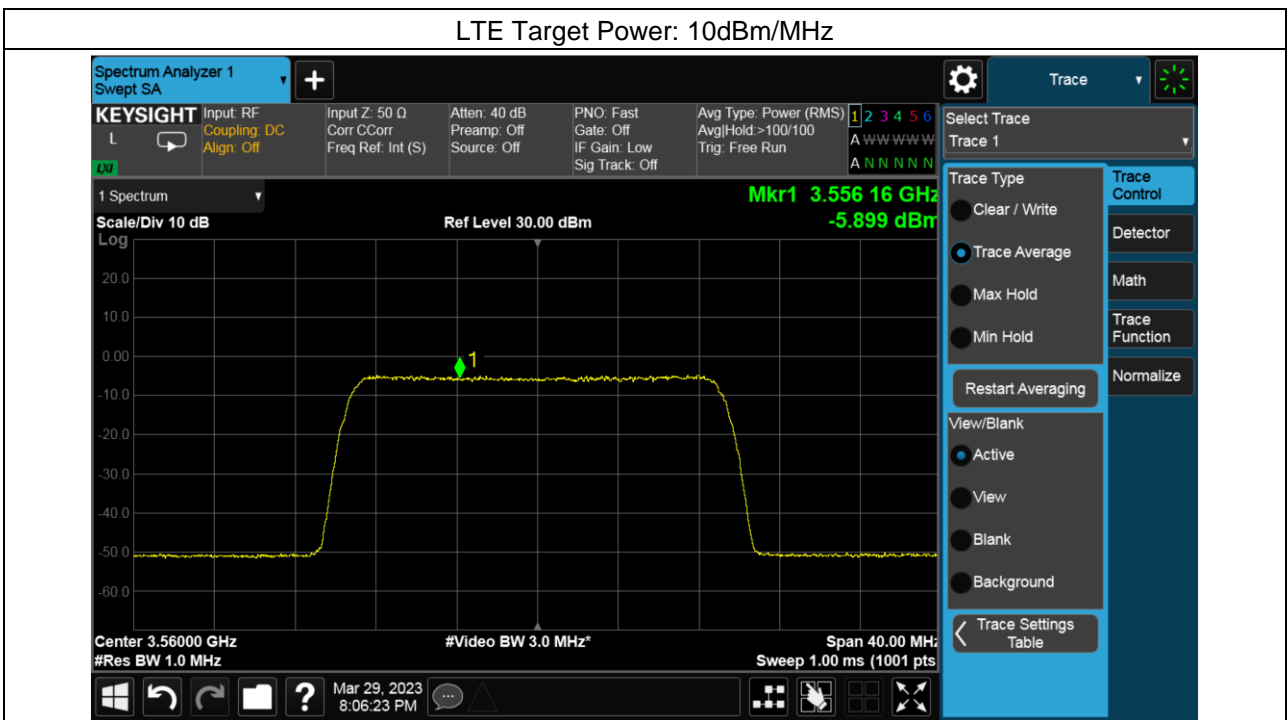 LTE Target Power: 10dBm/MHz
Spectrum Analyzer 1
Swept SA
+
Trace
KEYSIGHT
L
LXI
Input: RF
Coupling: DC
Align: Off
Input Z: 50 Ω
Corr CCorr
Freq Ref: Int (S)
Atten: 40 dB
Preamp: Off
Source: Off
PNO: Fast
Gate: Off
IF Gain: Low
Sig Track: Off
Avg Type: Power (RMS)
Avg|Hold:>100/100
Trig: Free Run
1 2 3 4 5 6
A W W W W W
A N N N N N
Select Trace
Trace 1
1 Spectrum
Mkr1 3.556 16 GHz
Scale/Div 10 dB
Ref Level 30.00 dBm
-5.899 dBm
Log
20.0
10.0
0.00
-10.0
-20.0
-30.0
-40.0
-50.0
-60.0
1
Center 3.56000 GHz
#Video BW 3.0 MHz*
Span 40.00 MHz
#Res BW 1.0 MHz
Sweep 1.00 ms (1001 pts
Trace Type
Clear / Write
Trace Average
Max Hold
Min Hold
Restart Averaging
View/Blank
Active
View
Blank
Background
Trace Settings
Table
Trace
Control
Detector
Math
Trace
Function
Normalize
?
Mar 29, 2023
8:06:23 PM